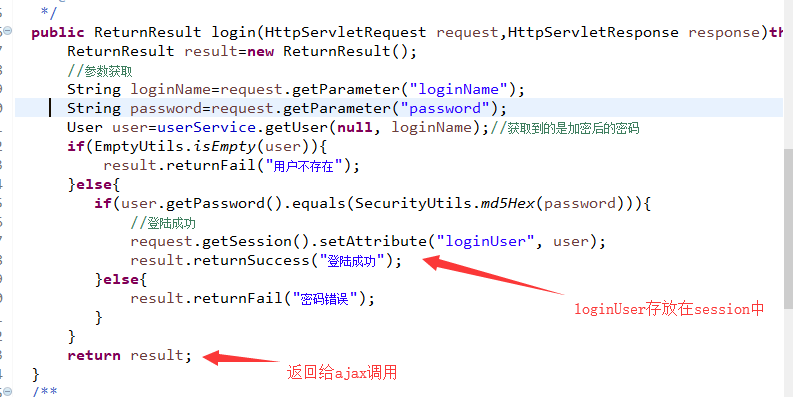 */
public ReturnResult login(HttpServletRequest request,HttpServletResponse response)th
ReturnResult result=new ReturnResult();
//参数获取
String loginName=request.getParameter("loginName");
String password=request.getParameter("password");
User user=userService.getUser(null, loginName);//获取到的是加密后的密码
if(EmptyUtils.isEmpty(user)){
result.returnFail("用户不存在");
}else{
if(user.getPassword().equals(SecurityUtils.md5Hex(password))){
//登陆成功
request.getSession().setAttribute("loginUser", user);
result.returnSuccess("登陆成功");
}else{
loginUser存放在session中
result.returnFail("密码错误");
}
}
return result;
返回给ajax调用
}
/**